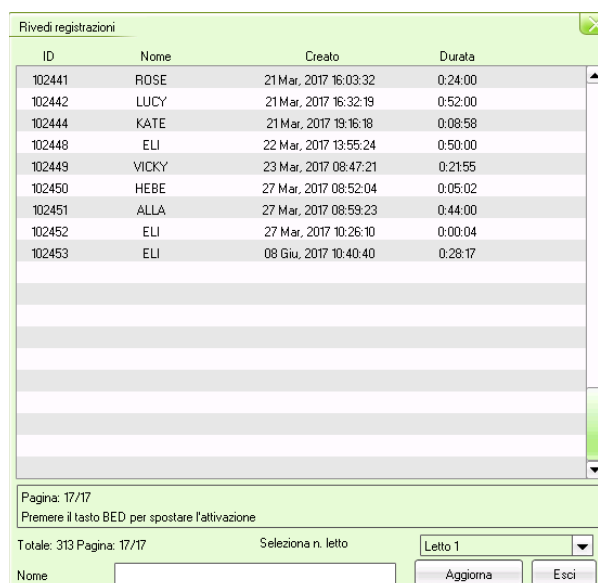 Rivedi registrazioni
ID Nome Creato Durata
102441 ROSE 21 Mar, 2017 16:03:32 0:24:00
102442 LUCY 21 Mar, 2017 16:32:19 0:52:00
102444 KATE 21 Mar, 2017 19:16:18 0:08:58
102448 ELI 22 Mar, 2017 13:55:24 0:50:00
102449 VICKY 23 Mar, 2017 08:47:21 0:21:55
102450 HEBE 27 Mar, 2017 08:52:04 0:05:02
102451 ALLA 27 Mar, 2017 08:59:23 0:44:00
102452 ELI 27 Mar, 2017 10:26:10 0:00:04
102453 ELI 08 Giu, 2017 10:40:40 0:28:17
Pagina: 17/17
Premere il tasto BED per spostare l'attivazione
Totale: 313 Pagina: 17/17 Seleziona n. letto Letto 1
Nome Aggiorna Esci